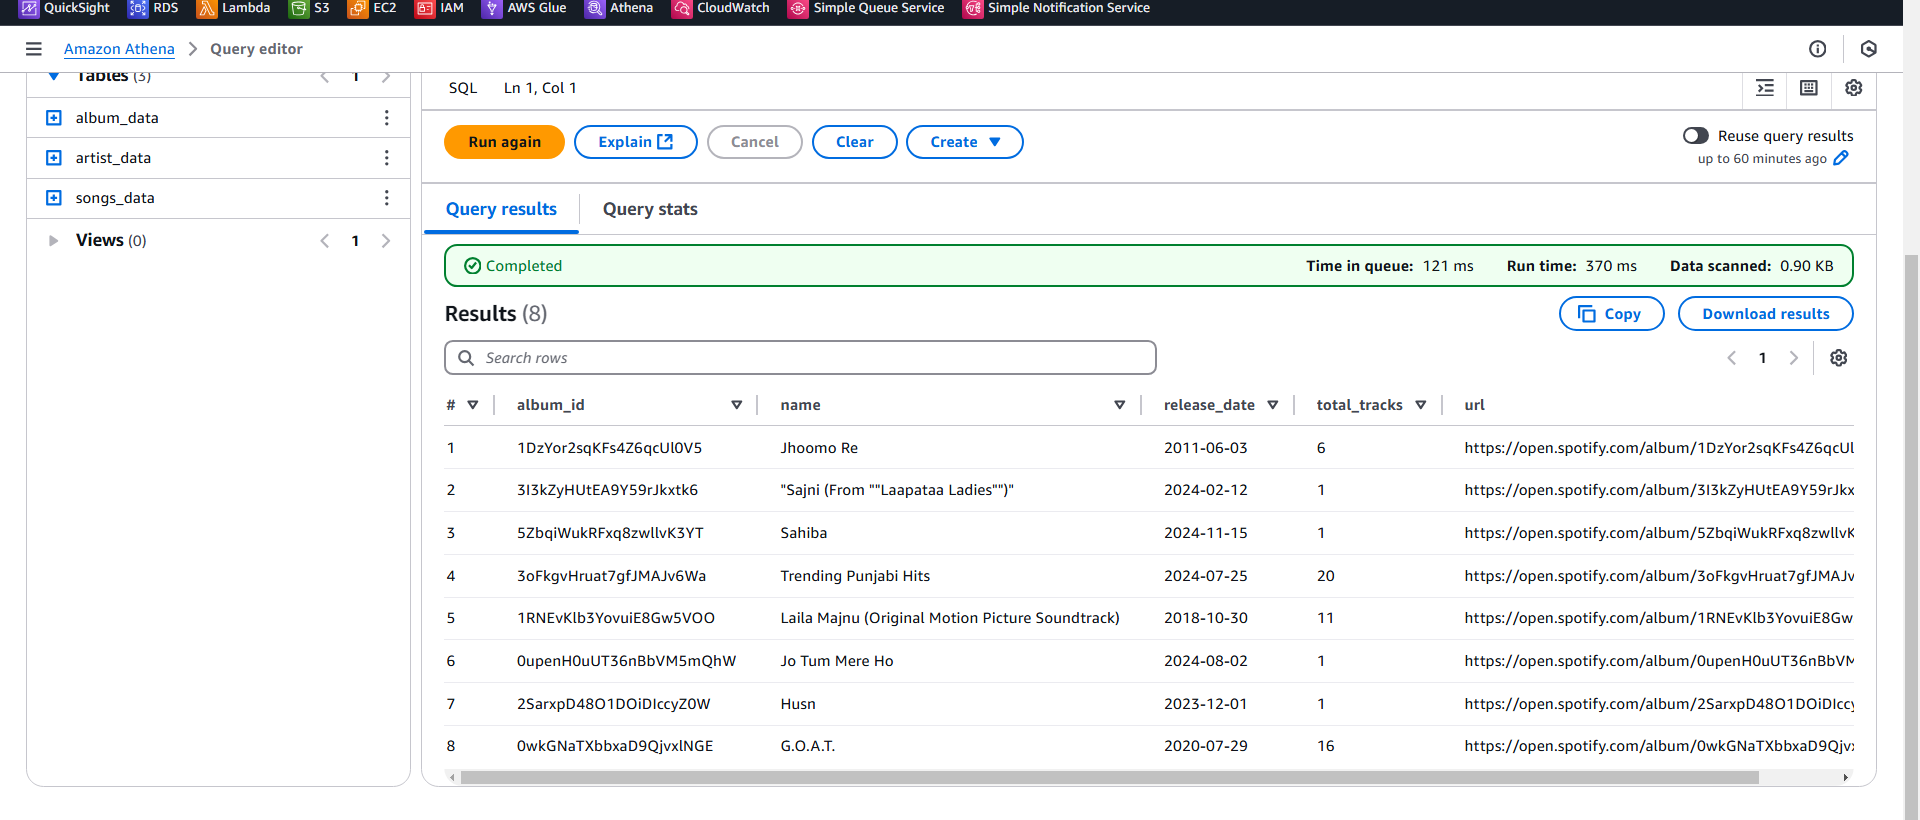 QuickSight RDS Lambda S3 EC2 IAM AWS Glue Athena CloudWatch Simple Queue Service Simple Notification Service
Amazon Athena > Query editor
Tables (3) < 1 >
SQL Ln 1, Col 1
album_data
artist_data
songs_data
Views (0) < 1 >
Run again Explain Cancel Clear Create
Reuse query results
up to 60 minutes ago
Query results Query stats
Completed Time in queue: 121 ms Run time: 370 ms Data scanned: 0.90 KB
Results (8) Copy Download results
Search rows < 1 >
# album_id name release_date total_tracks url
1 1DzYor2sqKFs4Z6qcUl0V5 Jhoomo Re 2011-06-03 6 https://open.spotify.com/album/1DzYor2sqKFs4Z6qcUl
2 3I3kZyHUtEA9Y59rJkxtk6 "Sajni (From ""Laapataa Ladies"")" 2024-02-12 1 https://open.spotify.com/album/3I3kZyHUtEA9Y59rJkx
3 5ZbqiWukRFxq8zwllvK3YT Sahiba 2024-11-15 1 https://open.spotify.com/album/5ZbqiWukRFxq8zwllvK
4 3oFkgvHruat7gfJMAJv6Wa Trending Punjabi Hits 2024-07-25 20 https://open.spotify.com/album/3oFkgvHruat7gfJMAJv
5 1RNEvKlb3YovuiE8Gw5VOO Laila Majnu (Original Motion Picture Soundtrack) 2018-10-30 11 https://open.spotify.com/album/1RNEvKlb3YovuiE8Gw
6 0upenH0uUT36nBbVM5mQhW Jo Tum Mere Ho 2024-08-02 1 https://open.spotify.com/album/0upenH0uUT36nBbVM
7 2SarxpD48O1DOiDIccyZ0W Husn 2023-12-01 1 https://open.spotify.com/album/2SarxpD48O1DOiDIccy
8 0wkGNaTXbbxaD9QjvxlNGE G.O.A.T. 2020-07-29 16 https://open.spotify.com/album/0wkGNaTXbbxaD9Qjvx